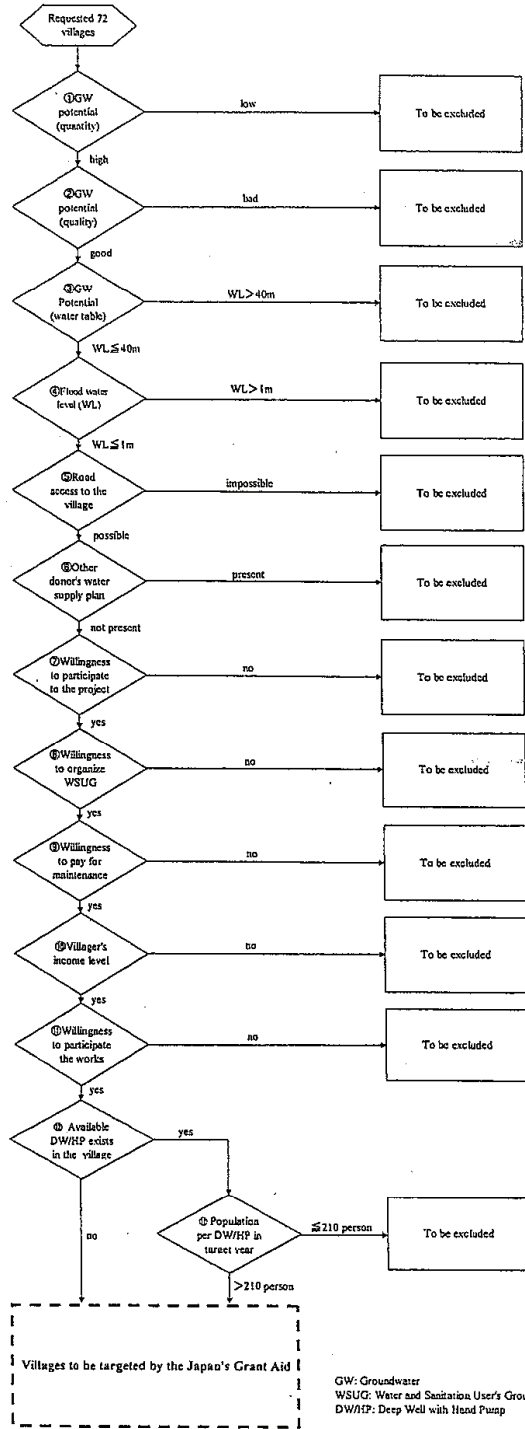 Requested 72
villages
①GW
potential
(quantity)
low
To be excluded
high
②GW
potential
(quality)
bad
To be excluded
good
③GW
Potential
(water table)
WL>40m
To be excluded
WL≦40m
④Flood water
level (WL)
WL>1m
To be excluded
WL≦1m
⑤Road
access to the
village
impossible
To be excluded
possible
⑥Other
donor's water
supply plan
present
To be excluded
not present
⑦Willingness
to participate
to the project
no
To be excluded
yes
⑧Willingness
to organize
WSUG
no
To be excluded
yes
⑨Willingness
to pay for
maintenance
no
To be excluded
yes
⑩Villager's
income level
no
To be excluded
yes
⑪Willingness
to participate
the works
no
To be excluded
yes
⑫ Available
DW/HP exists
in the village
yes
no
Population
per DW/HP in
target year
≦210 person
To be excluded
>210 person
Villages to be targeted by the Japan's Grant Aid
GW: Groundwater
WSUG: Water and Sanitation User's Grou
DW/HP: Deep Well with Hand Pump